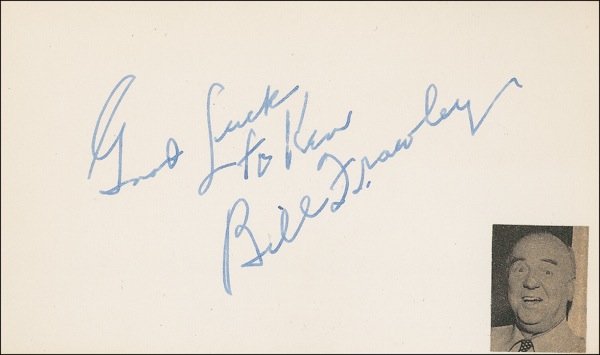 Good Luck
to Ken
Bill Frawley